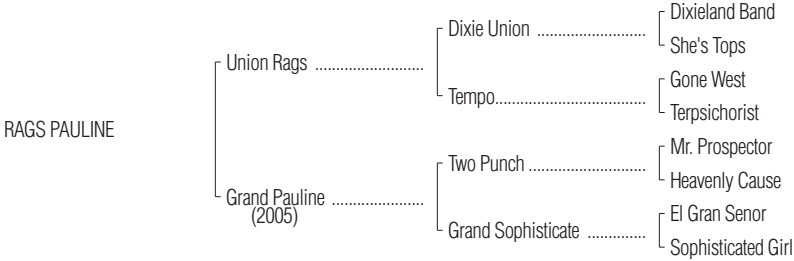 Dixieland Band
Dixie Union ..........................
She's Tops
Union Rags ..........................
Gone West
Tempo....................................
Terpsichorist
RAGS PAULINE
Mr. Prospector
Two Punch ............................
Heavenly Cause
Grand Pauline ......................
(2005)
El Gran Senor
Grand Sophisticate ..............
Sophisticated Girl